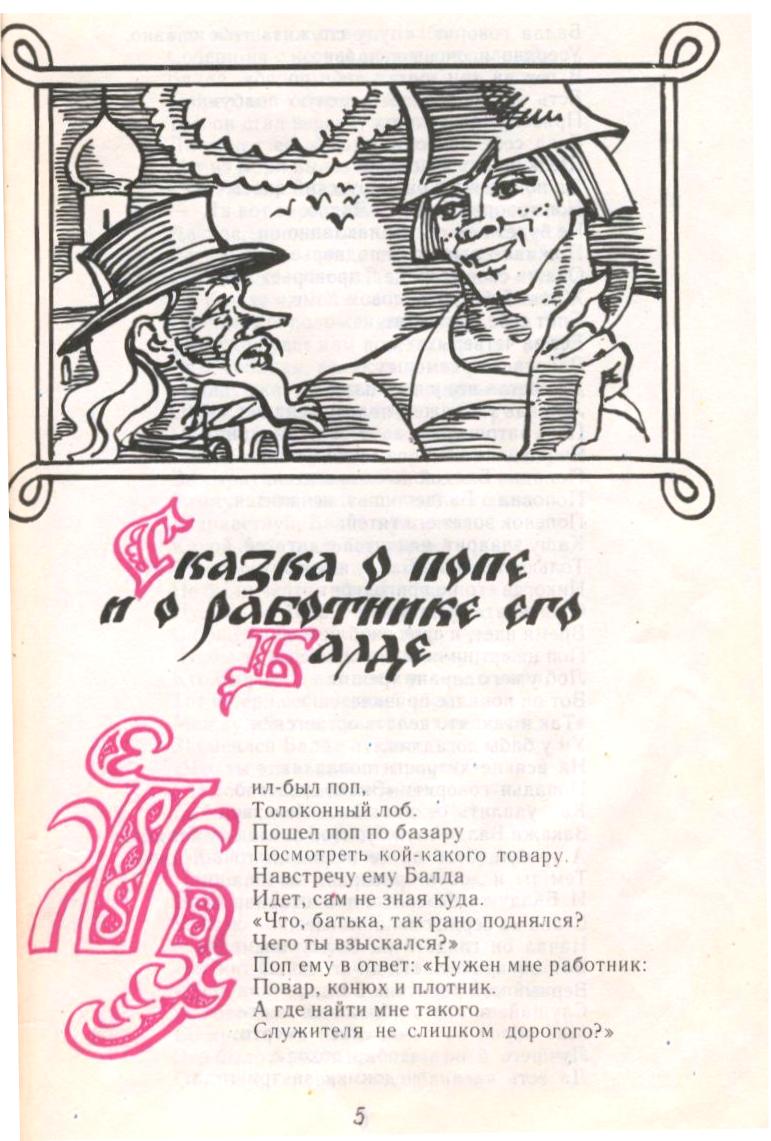 Сказка о попе
и о работнике его
Балде
Жил-был поп,
Толоконный лоб.
Пошел поп по базару
Посмотреть кой-какого товару.
Навстречу ему Балда
Идет, сам не зная куда.
«Что, батька, так рано поднялся?
Чего ты взыскался?»
Поп ему в ответ: «Нужен мне работник:
Повар, конюх и плотник.
А где найти мне такого
Служителя не слишком дорогого?»
5